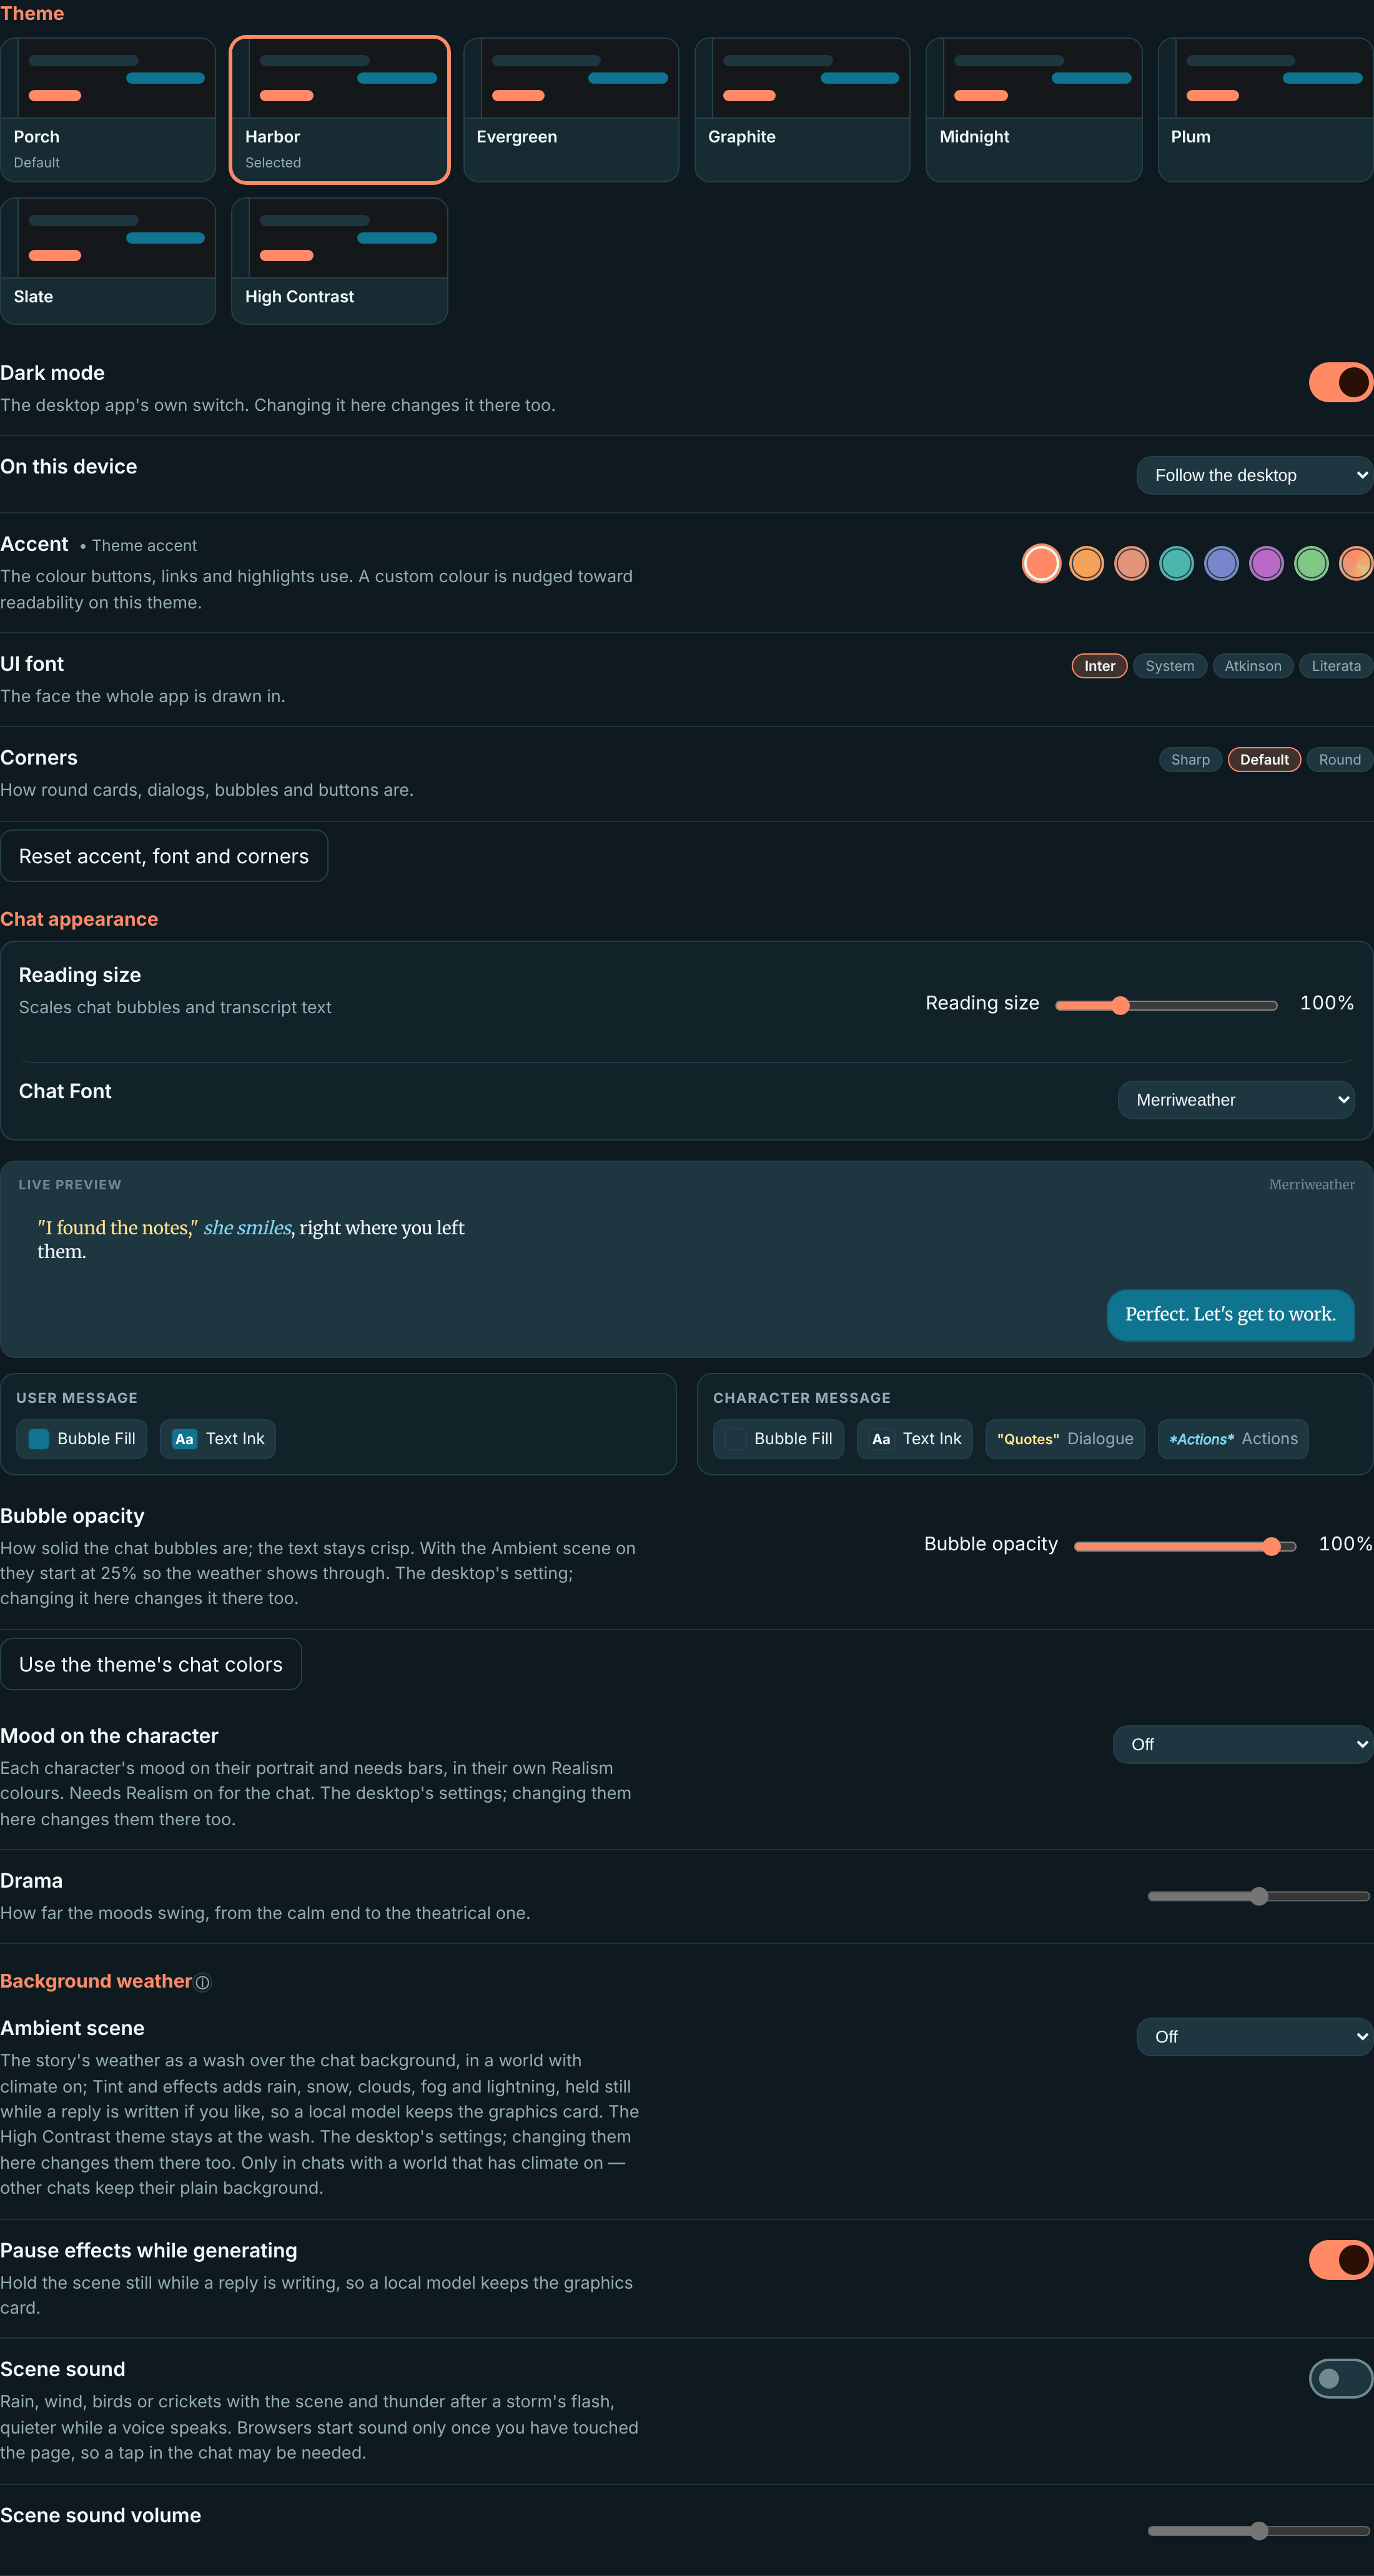 Theme
Porch
Default
Harbor
Selected
Evergreen
Graphite
Midnight
Plum
Slate
High Contrast
Dark mode
The desktop app's own switch. Changing it here changes it there too.
On this device
Follow the desktop
Accent • Theme accent
The colour buttons, links and highlights use. A custom colour is nudged toward
readability on this theme.
UI font
The face the whole app is drawn in.
Inter
System
Atkinson
Literata
Corners
How round cards, dialogs, bubbles and buttons are.
Sharp
Default
Round
Reset accent, font and corners
Chat appearance
Reading size
Scales chat bubbles and transcript text
Reading size
100%
Chat Font
Merriweather
LIVE PREVIEW
Merriweather
"I found the notes," she smiles, right where you left
them.
Perfect. Let's get to work.
USER MESSAGE
Bubble Fill
Aa Text Ink
CHARACTER MESSAGE
Bubble Fill
Aa Text Ink
"Quotes" Dialogue
*Actions* Actions
Bubble opacity
How solid the chat bubbles are; the text stays crisp. With the Ambient scene on
they start at 25% so the weather shows through. The desktop's setting;
changing it here changes it there too.
Bubble opacity
100%
Use the theme's chat colors
Mood on the character
Each character's mood on their portrait and needs bars, in their own Realism
colours. Needs Realism on for the chat. The desktop's settings; changing them
here changes them there too.
Off
Drama
How far the moods swing, from the calm end to the theatrical one.
Background weather ⓘ
Ambient scene
The story's weather as a wash over the chat background, in a world with
climate on; Tint and effects adds rain, snow, clouds, fog and lightning, held still
while a reply is written if you like, so a local model keeps the graphics card. The
High Contrast theme stays at the wash. The desktop's settings; changing them
here changes them there too. Only in chats with a world that has climate on —
other chats keep their plain background.
Off
Pause effects while generating
Hold the scene still while a reply is writing, so a local model keeps the graphics
card.
Scene sound
Rain, wind, birds or crickets with the scene and thunder after a storm's flash,
quieter while a voice speaks. Browsers start sound only once you have touched
the page, so a tap in the chat may be needed.
Scene sound volume